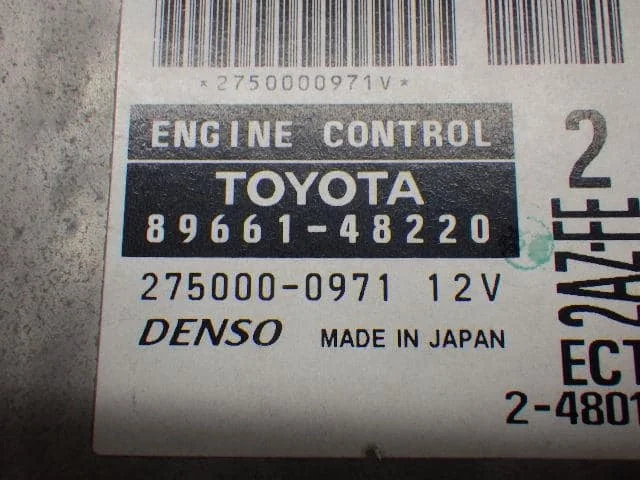 *2750000971V*
ENGINE CONTROL
TOYOTA
89661-48220
275000-0971 12V
DENSO MADE IN JAPAN
2
2AZ-FE
ECT
2-4801